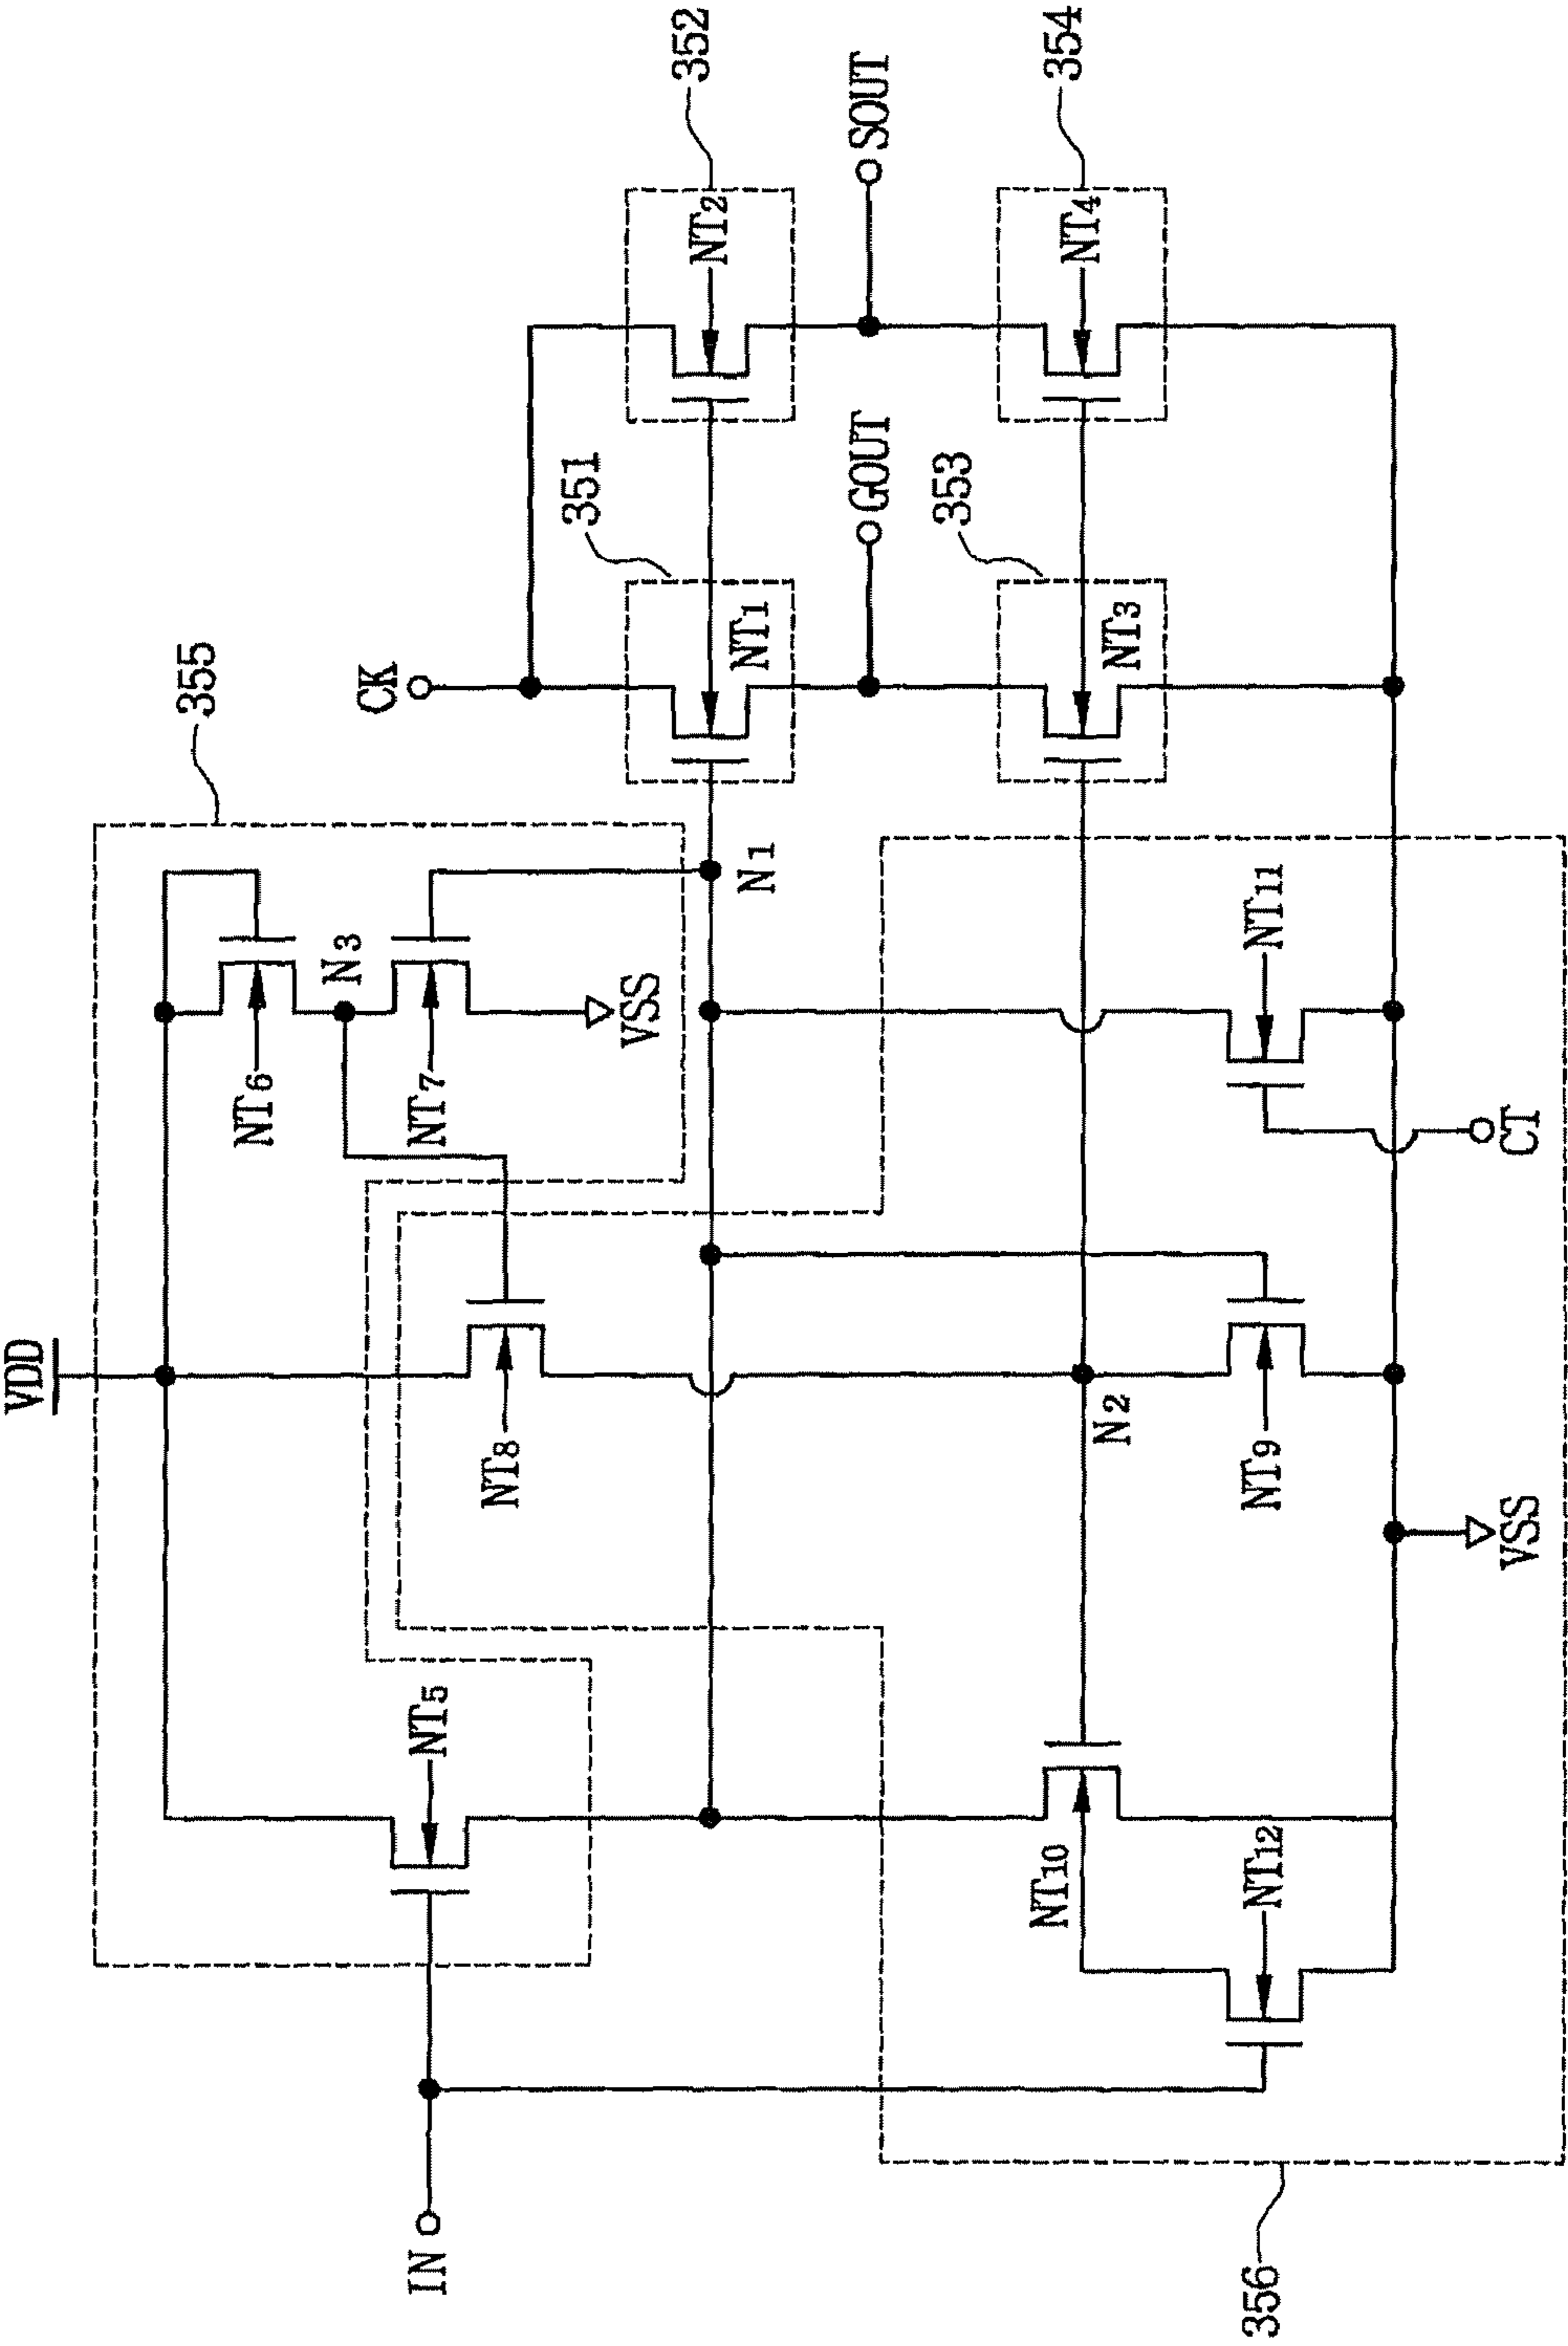 VDD
355
CK
351
352
NT5
NT8
NT6
N3
NT7
VSS
NT1
NT2
N1
GOUT
SOUT
353
354
NT10
N2
NT3
NT4
NT12
NT9
NT11
IN
VSS
CT
356